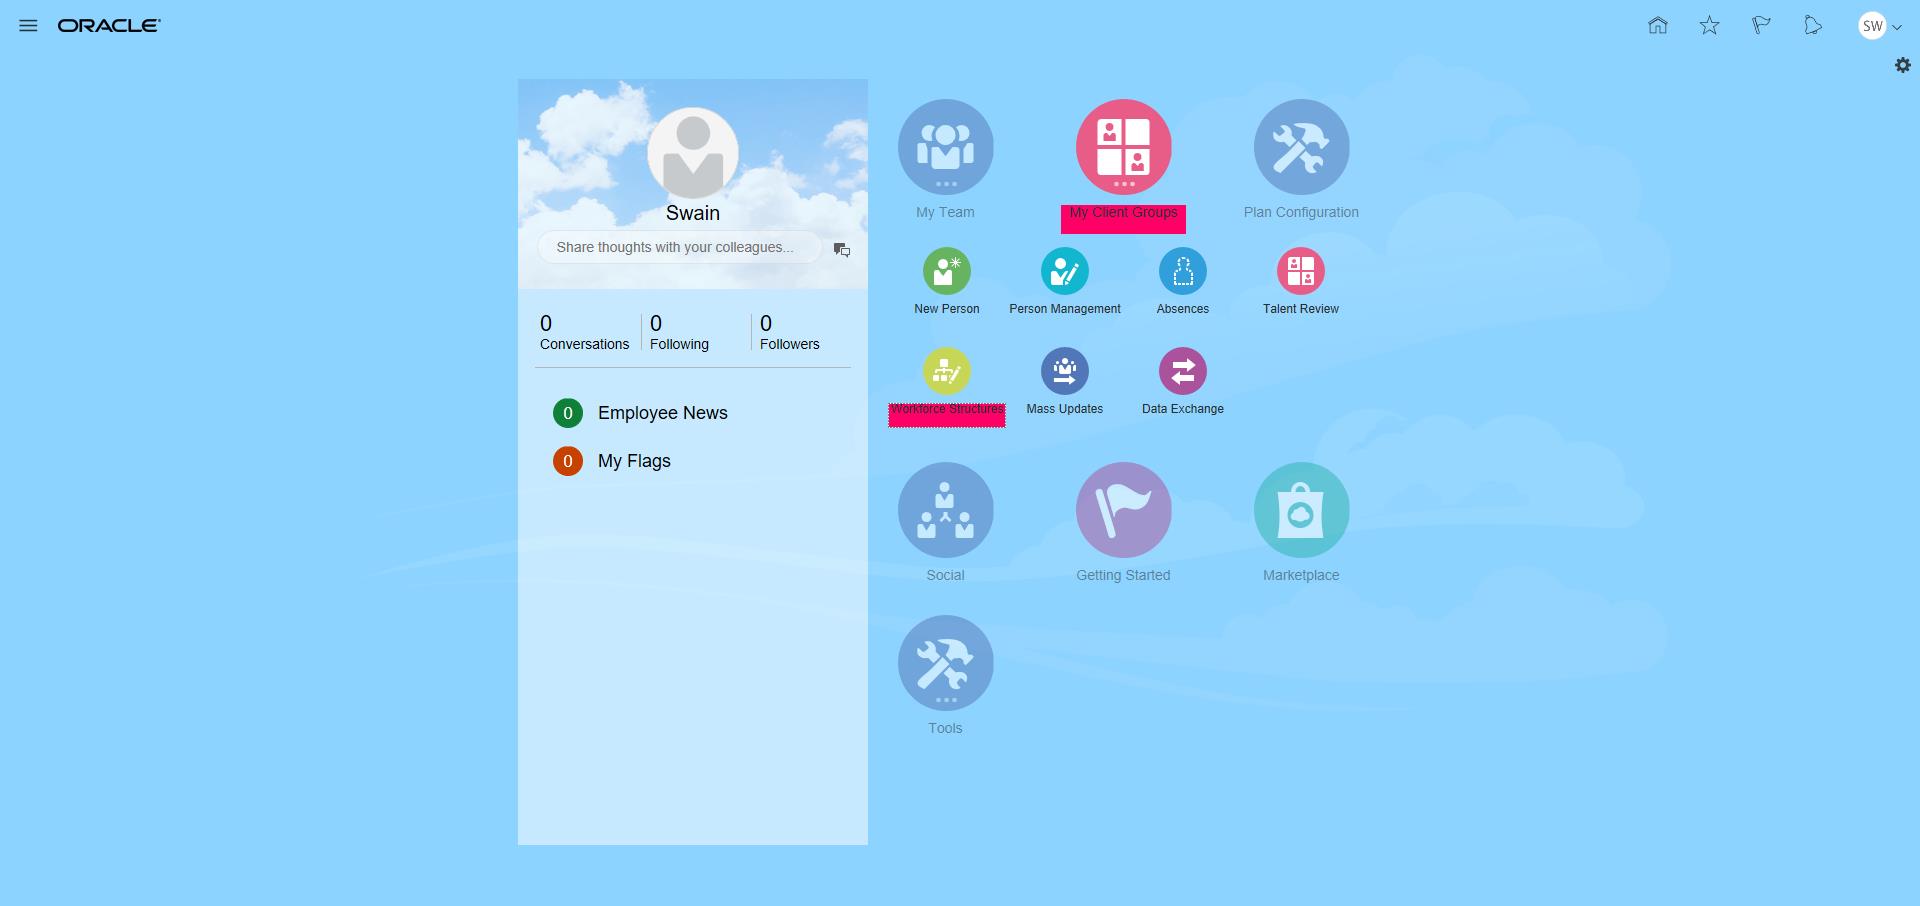 ORACLE
SW
Swain
Share thoughts with your colleagues...
0
Conversations
0
Following
0
Followers
0
Employee News
0
My Flags
My Team
My Client Groups
Plan Configuration
New Person
Person Management
Absences
Talent Review
Workforce Structures
Mass Updates
Data Exchange
Social
Getting Started
Marketplace
Tools